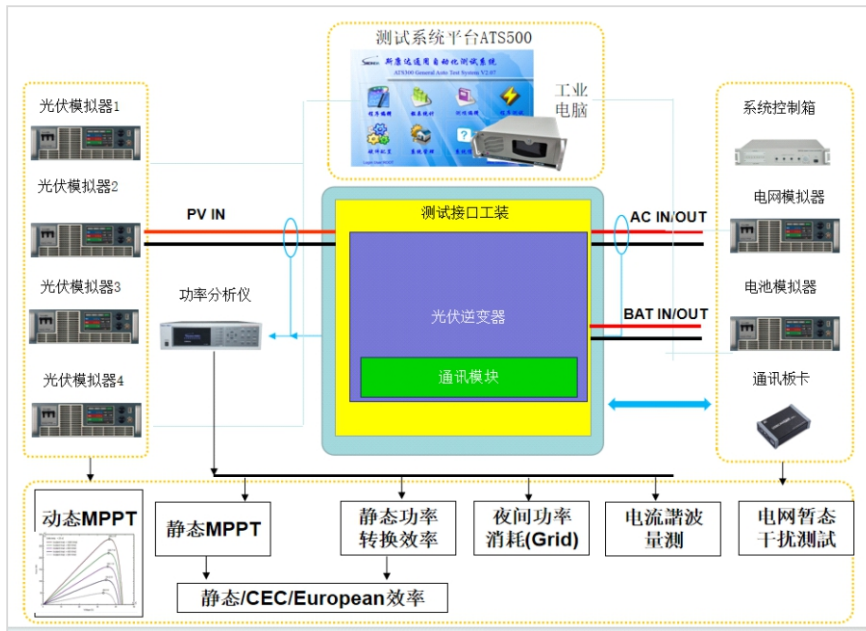 测试系统平台ATS500
斯康达通用自动化测试系统
ATS500 General Auto Test System V2.07
工业
电脑
光伏模拟器1
光伏模拟器2
光伏模拟器3
光伏模拟器4
PV IN
功率分析仪
测试接口工装
光伏逆变器
通讯模块
AC IN/OUT
BAT IN/OUT
系统控制箱
电网模拟器
电池模拟器
通讯板卡
动态MPPT
静态MPPT
静态功率
转换效率
夜间功率
消耗(Grid)
电流諧波
量测
电网暂态
干扰测試
静态/CEC/European效率